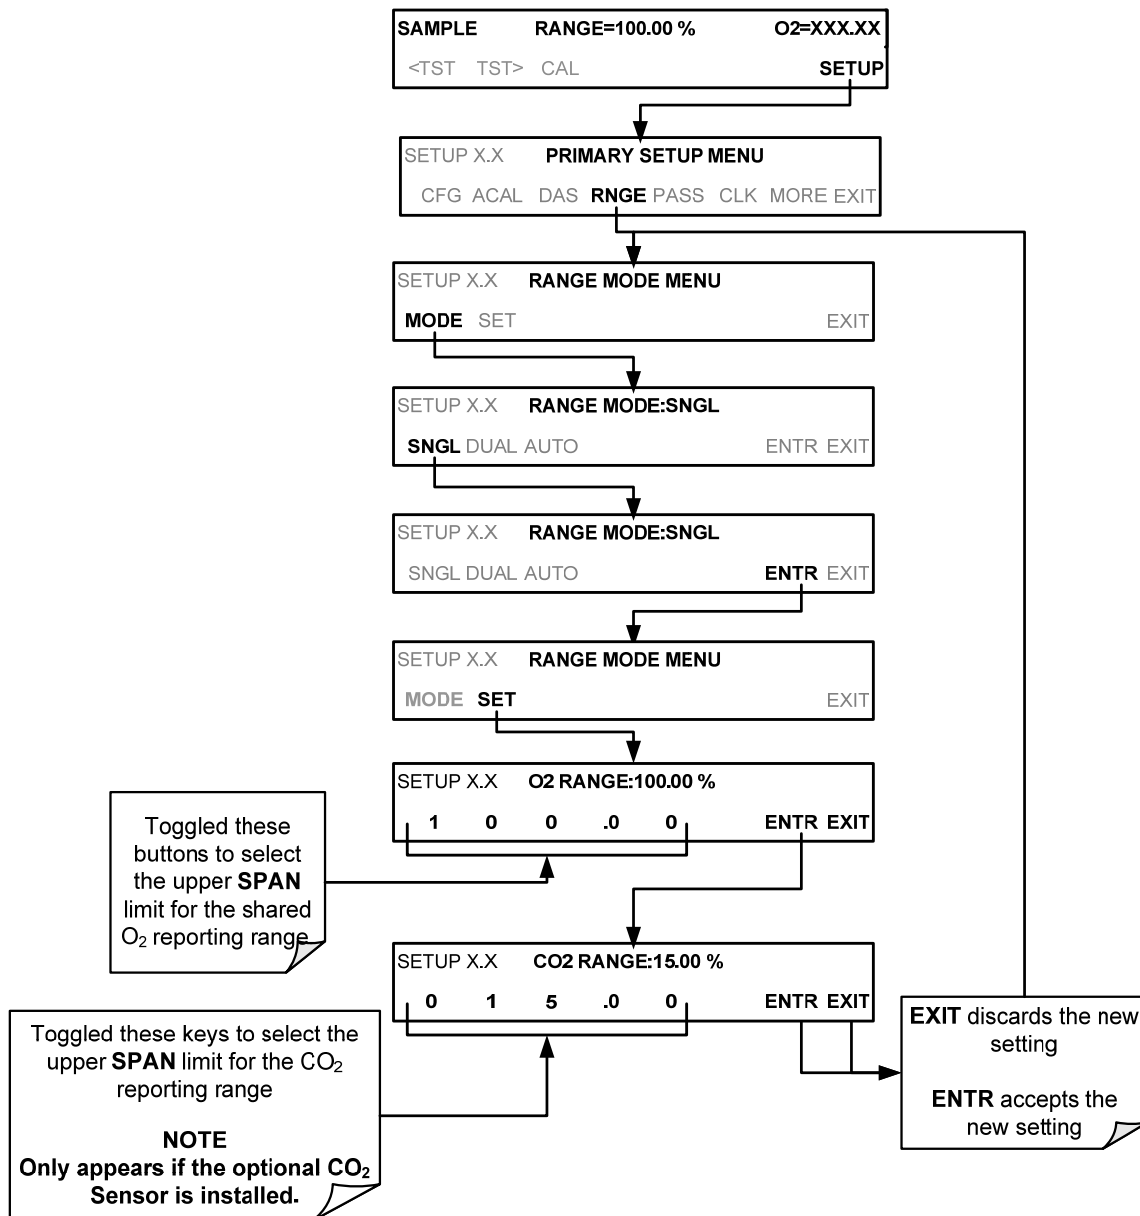 SAMPLE RANGE=100.00 % O2=XXX.XX
<TST TST> CAL SETUP
SETUP X.X PRIMARY SETUP MENU
CFG ACAL DAS RNGE PASS CLK MORE EXIT
SETUP X.X RANGE MODE MENU
MODE SET EXIT
SETUP X.X RANGE MODE:SNGL
SNGL DUAL AUTO ENTR EXIT
SETUP X.X RANGE MODE:SNGL
SNGL DUAL AUTO ENTR EXIT
SETUP X.X RANGE MODE MENU
MODE SET EXIT
SETUP X.X O2 RANGE:100.00 %
1 0 0 .0 0 ENTR EXIT
Toggled these
buttons to select
the upper SPAN
limit for the shared
O₂ reporting range
SETUP X.X CO2 RANGE:15.00 %
0 1 5 .0 0 ENTR EXIT
Toggled these keys to select the
upper SPAN limit for the CO₂
reporting range
NOTE
Only appears if the optional CO₂
Sensor is installed.
EXIT discards the new
setting
ENTR accepts the
new setting